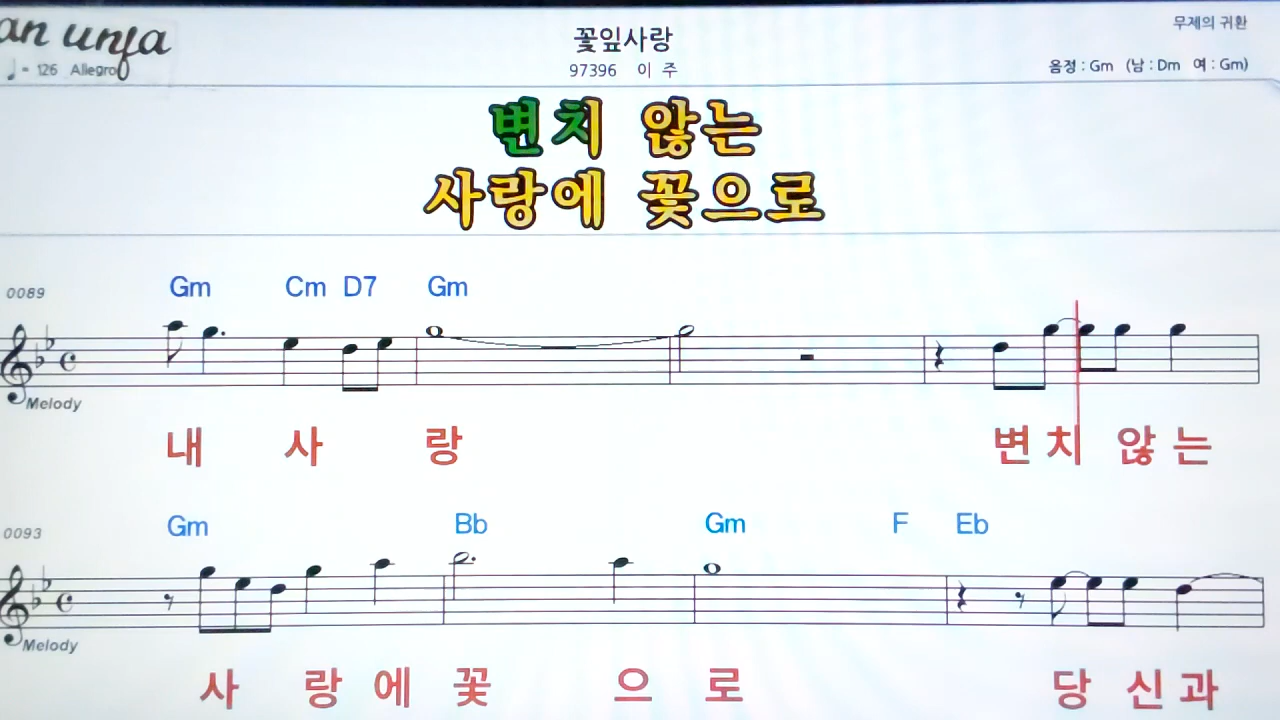 an unfa
꽃잎사랑
무제의 귀환
♩= 126 Allegro
97396 이 주
음정 : Gm (남 : Dm 여 : Gm)
변치 않는
사랑에 꽃으로
0089 Gm Cm D7 Gm
Melody
내 사 랑 변 치 않 는
0093 Gm Bb Gm F Eb
Melody
사 랑 에 꽃 으 로 당 신 과